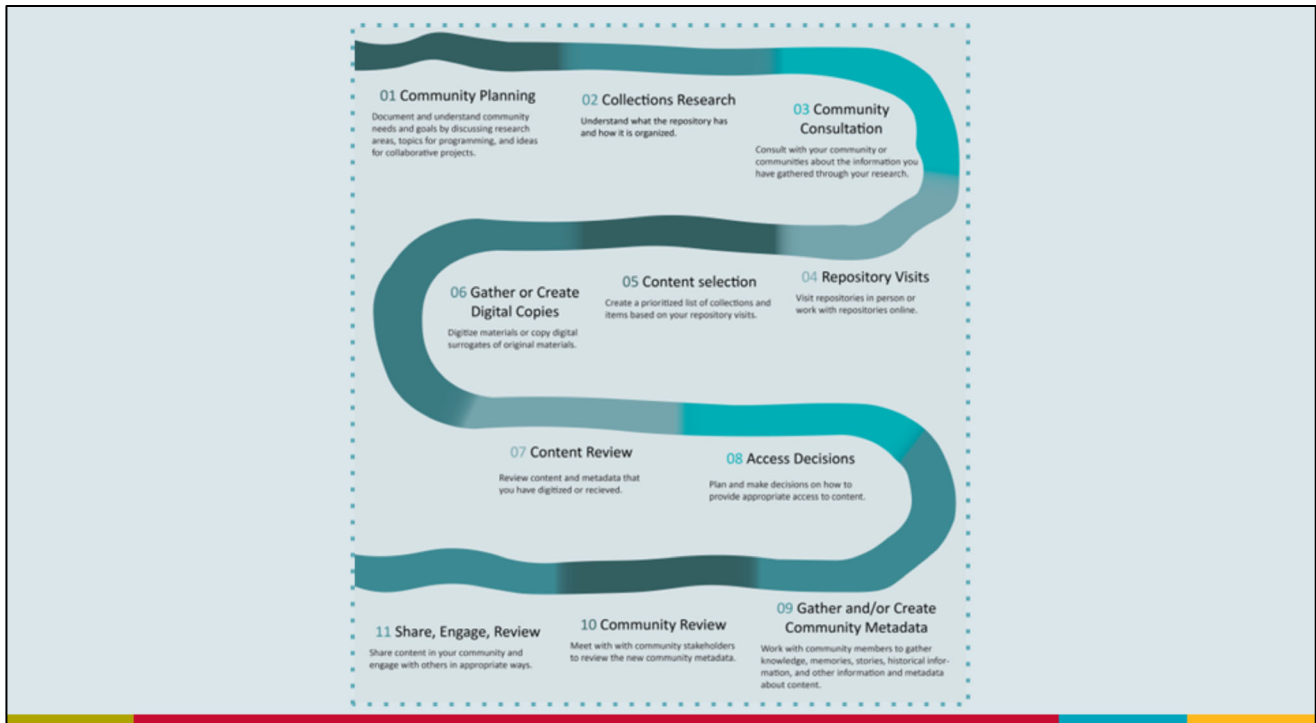 01 Community Planning
Document and understand community
needs and goals by discussing research
areas, topics for programming, and ideas
for collaborative projects.
02 Collections Research
Understand what the repository has
and how it is organized.
03 Community
Consultation
Consult with your community or
communities about the information you
have gathered through your research.
04 Repository Visits
Visit repositories in person or
work with repositories online.
05 Content selection
Create a prioritized list of collections and
items based on your repository visits.
06 Gather or Create
Digital Copies
Digitize materials or copy digital
surrogates of original materials.
07 Content Review
Review content and metadata that
you have digitized or recieved.
08 Access Decisions
Plan and make decisions on how to
provide appropriate access to content.
09 Gather and/or Create
Community Metadata
Work with community members to gather
knowledge, memories, stories, historical infor-
mation, and other information and metadata
about content.
10 Community Review
Meet with with community stakeholders
to review the new community metadata.
11 Share, Engage, Review
Share content in your community and
engage with others in appropriate ways.